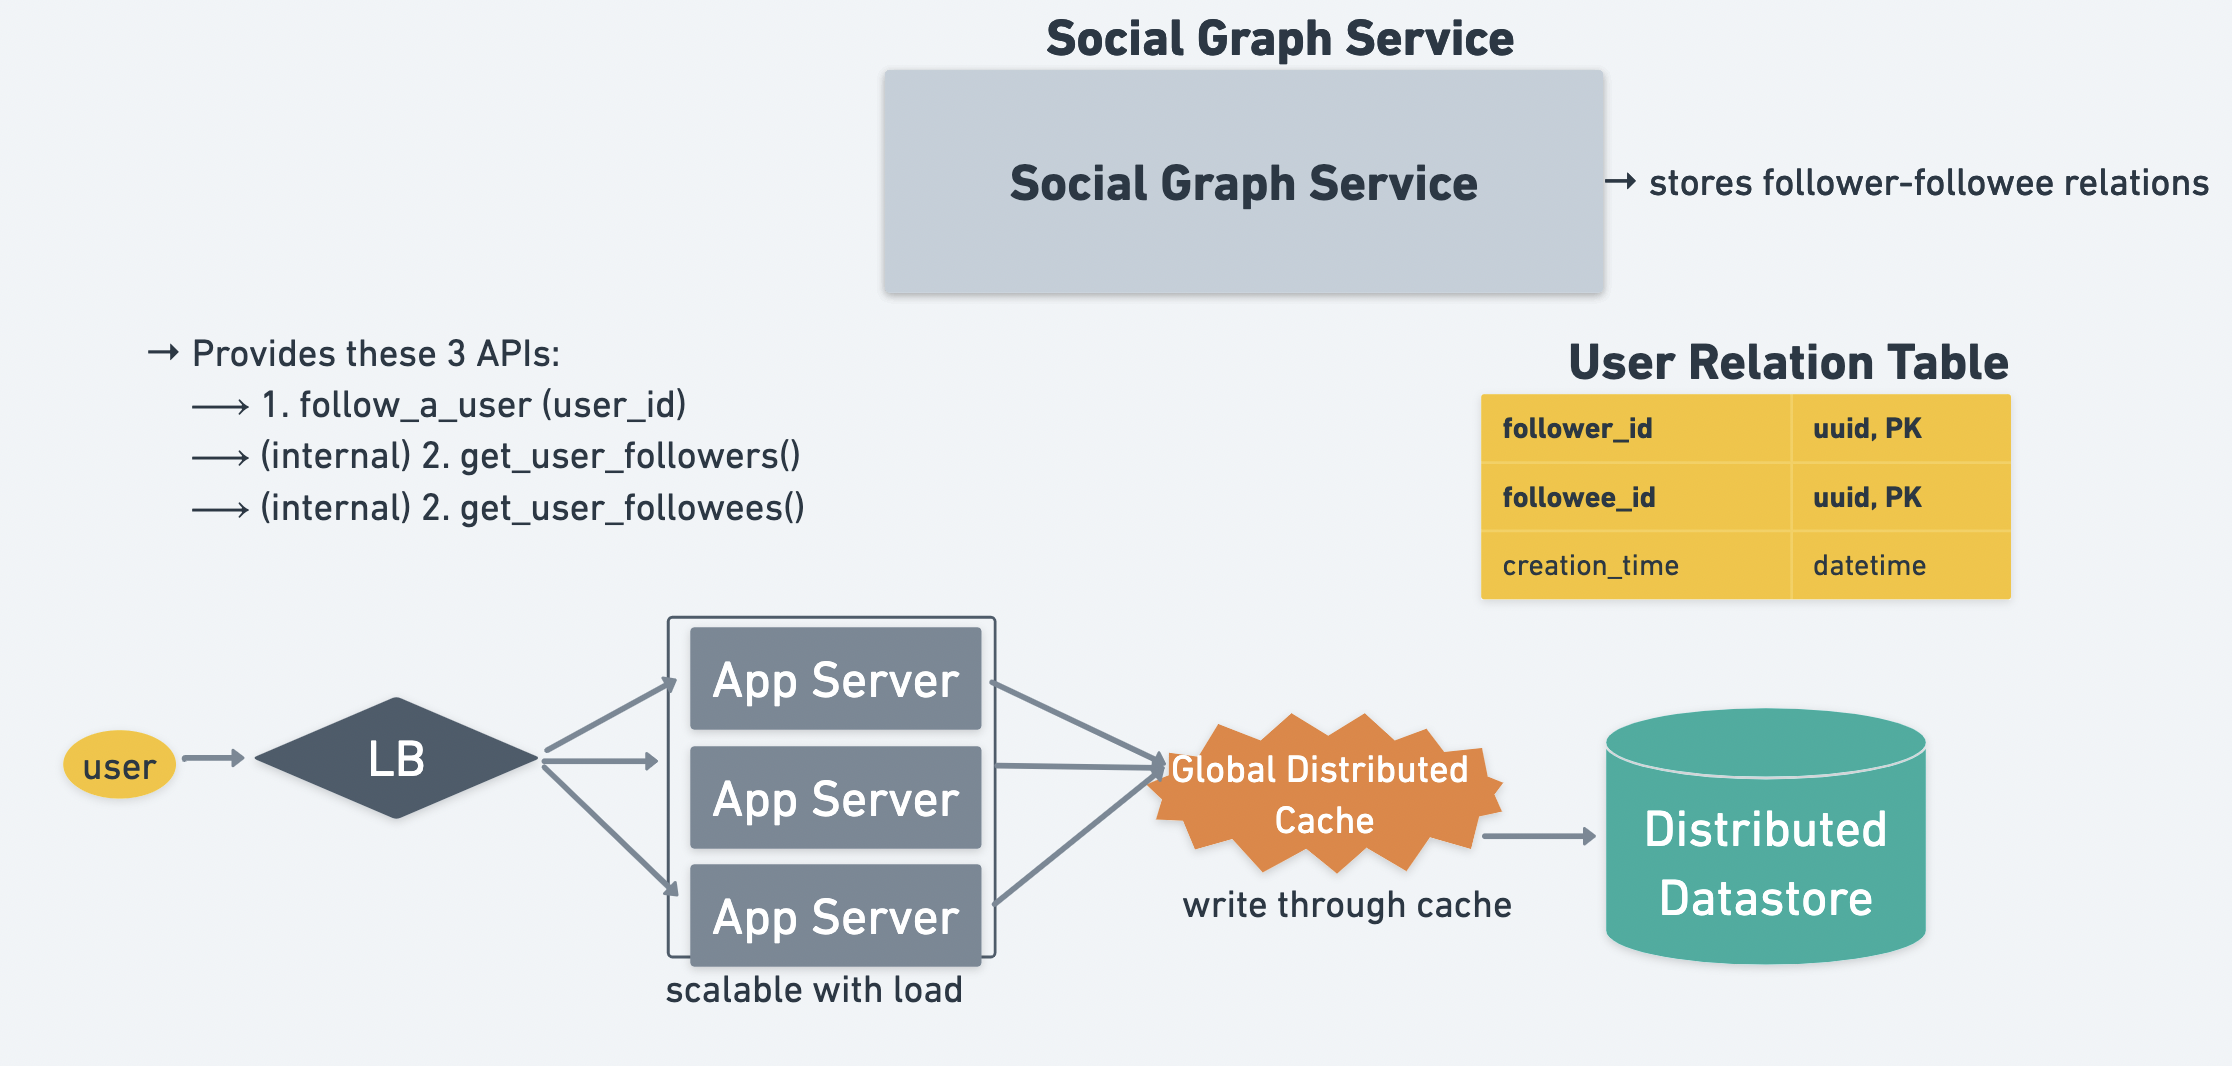 Social Graph Service
Social Graph Service
→ stores follower-followee relations
→ Provides these 3 APIs:
⟶ 1. follow_a_user (user_id)
⟶ (internal) 2. get_user_followers()
⟶ (internal) 2. get_user_followees()
User Relation Table
follower_id uuid, PK
followee_id uuid, PK
creation_time datetime
user
LB
App Server
App Server
App Server
scalable with load
Global Distributed
Cache
write through cache
Distributed
Datastore